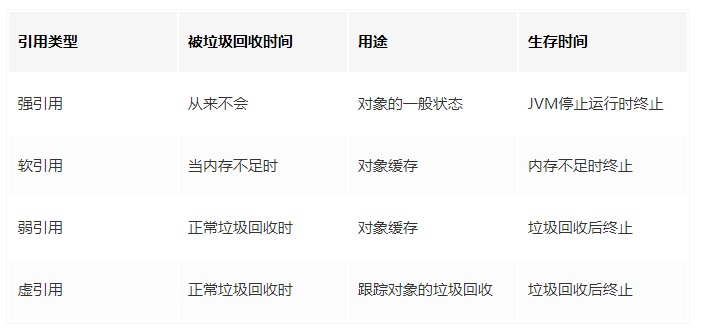 引用类型 被垃圾回收时间 用途 生存时间
强引用 从来不会 对象的一般状态 JVM停止运行时终止
软引用 当内存不足时 对象缓存 内存不足时终止
弱引用 正常垃圾回收时 对象缓存 垃圾回收后终止
虚引用 正常垃圾回收时 跟踪对象的垃圾回收 垃圾回收后终止